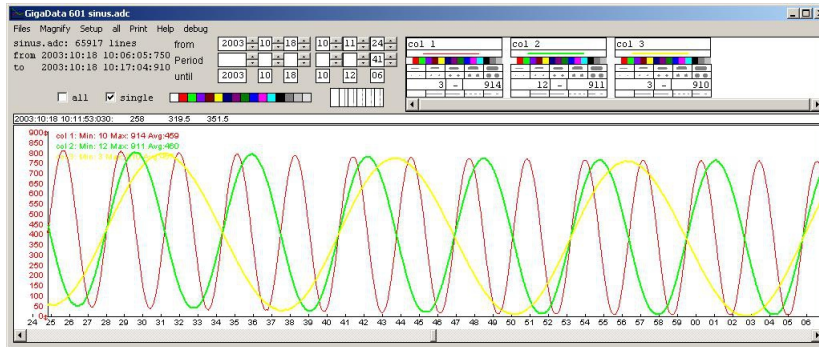 GigaData 601 sinus.adc
Files Magnify Setup all Print Help debug
sinus.adc: 65917 lines
from 2003:10:18 10:06:05:750
to 2003:10:18 10:17:04:910
from 2003 10 18 10 11 24
Period 41
until 2003 10 18 10 12 06
all single
col 1 col 2 col 3
3 - 914 12 - 911 3 - 910
2003:10:18 10:11:53:030: 258 319.5 351.5
col 1: Min: 10 Max: 914 Avg:459
col 2: Min: 12 Max: 911 Avg:460
900
850
800
750
700
650
600
550
500
450
400
350
300
250
200
150
100
50
0
24 25 26 27 29 30 31 32 33 34 35 36 37 38 39 40 41 42 43 44 45 46 47 48 49 50 51 52 53 54 55 56 57 58 59 00 01 02 03 04 05 06